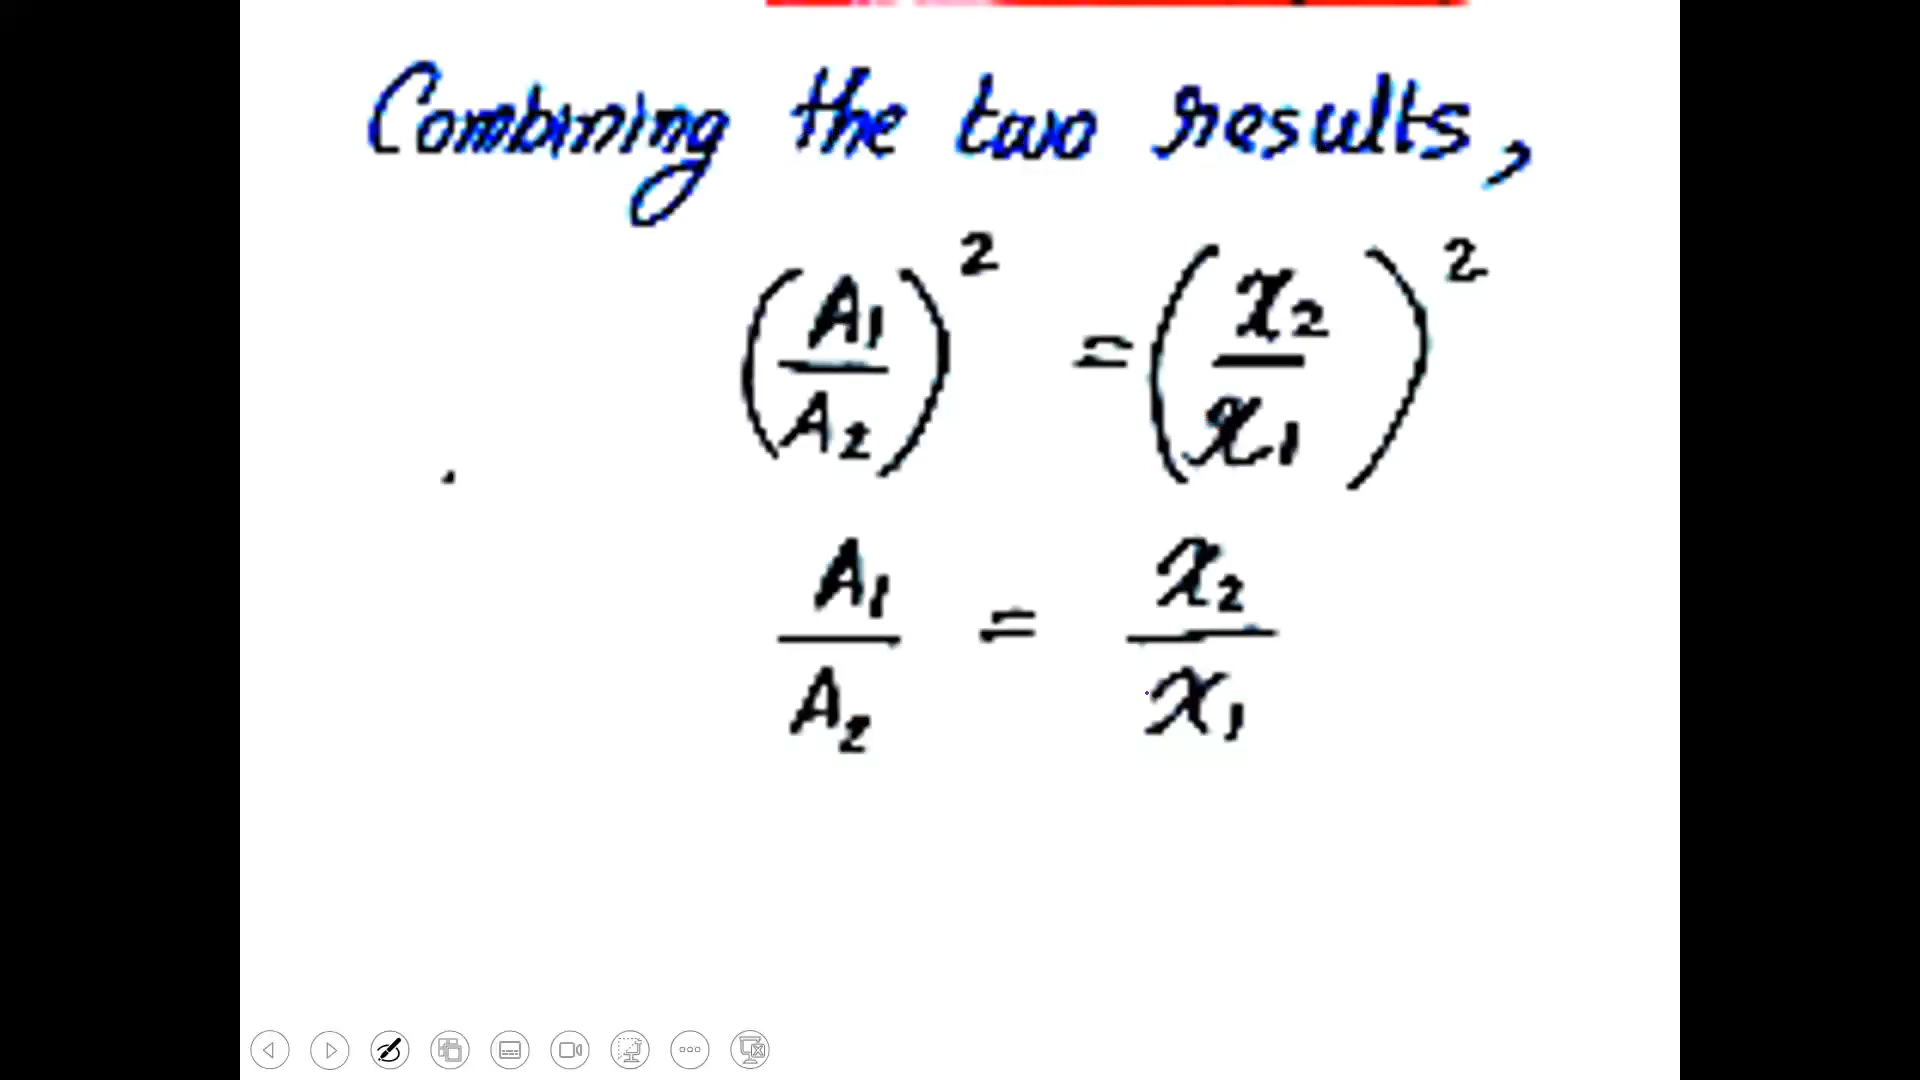 Combining the two results,
(A₁/A₂)² = (x₂/x₁)²
A₁/A₂ = x₂/x₁